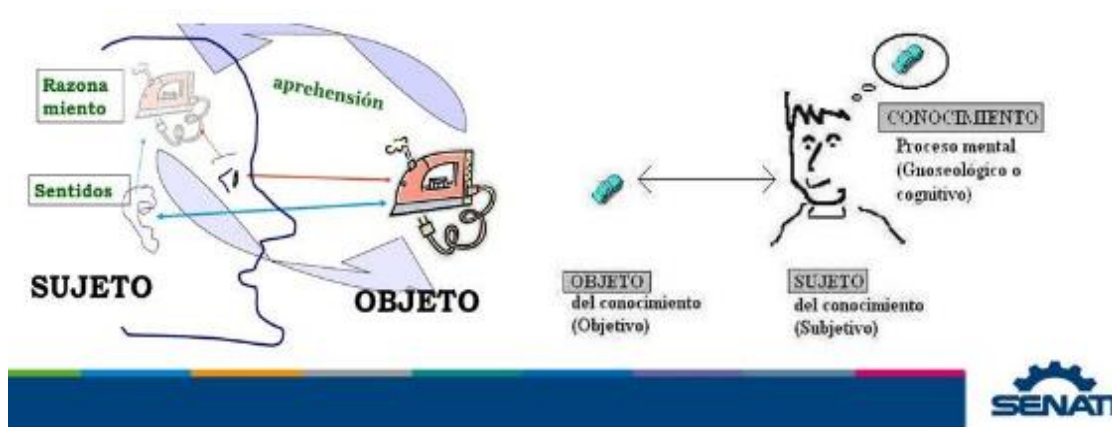 Razona
miento
aprehensión
Sentidos
SUJETO
OBJETO
CONOCIMIENTO
Proceso mental
(Gnoseológico o
cognitivo)
OBJETO
del conocimiento
(Objetivo)
SUJETO
del conocimiento
(Subjetivo)
SENATI